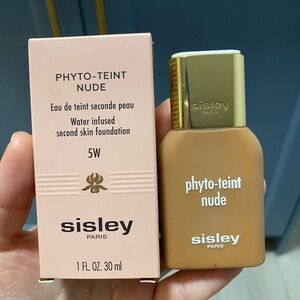 PHYTO-TEINT
NUDE
Eau de teint seconde peau
Water infused
second skin foundation
5W
sisley
PARIS
1 FL. OZ. 30 ml
sisley
PARIS
phyto-teint
nude
sisley
PARIS